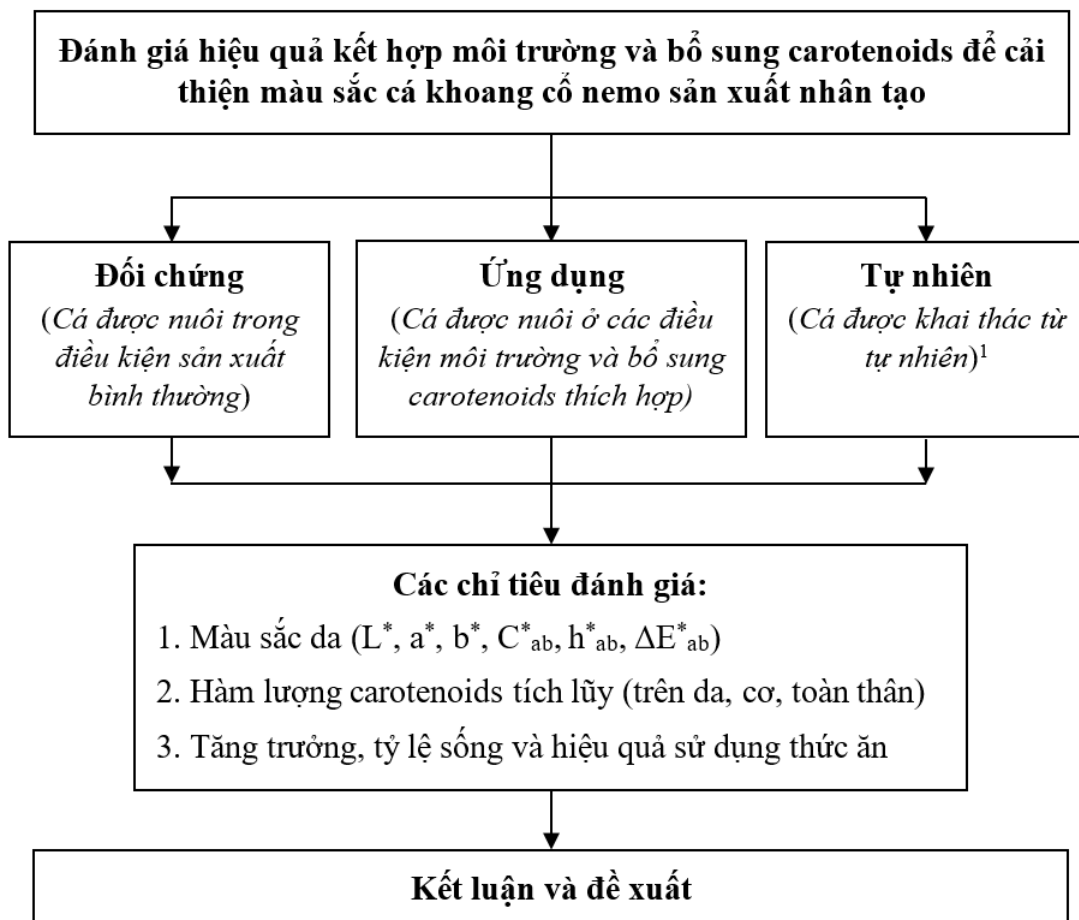 Đánh giá hiệu quả kết hợp môi trường và bổ sung carotenoids để cải
thiện màu sắc cá khoang cổ nemo sản xuất nhân tạo
Đối chứng
(Cá được nuôi trong
điều kiện sản xuất
bình thường)
Ứng dụng
(Cá được nuôi ở các điều
kiện môi trường và bổ sung
carotenoids thích hợp)
Tự nhiên
(Cá được khai thác từ
tự nhiên)¹
Các chỉ tiêu đánh giá:
1. Màu sắc da (L*, a*, b*, C*ab, h*ab, ΔE*ab)
2. Hàm lượng carotenoids tích lũy (trên da, cơ, toàn thân)
3. Tăng trưởng, tỷ lệ sống và hiệu quả sử dụng thức ăn
Kết luận và đề xuất